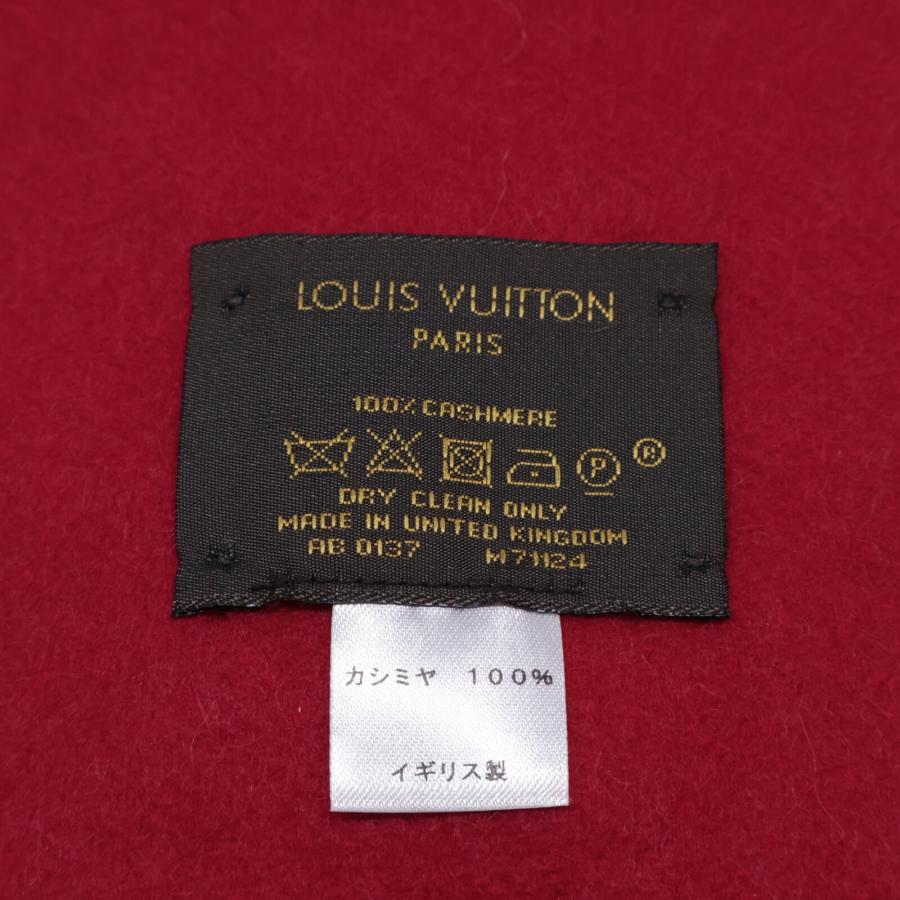 LOUIS VUITTON
PARIS
100% CASHMERE
P ®
DRY CLEAN ONLY
MADE IN UNITED KINGDOM
AB 0137 M71124
カシミヤ 100%
イギリス製